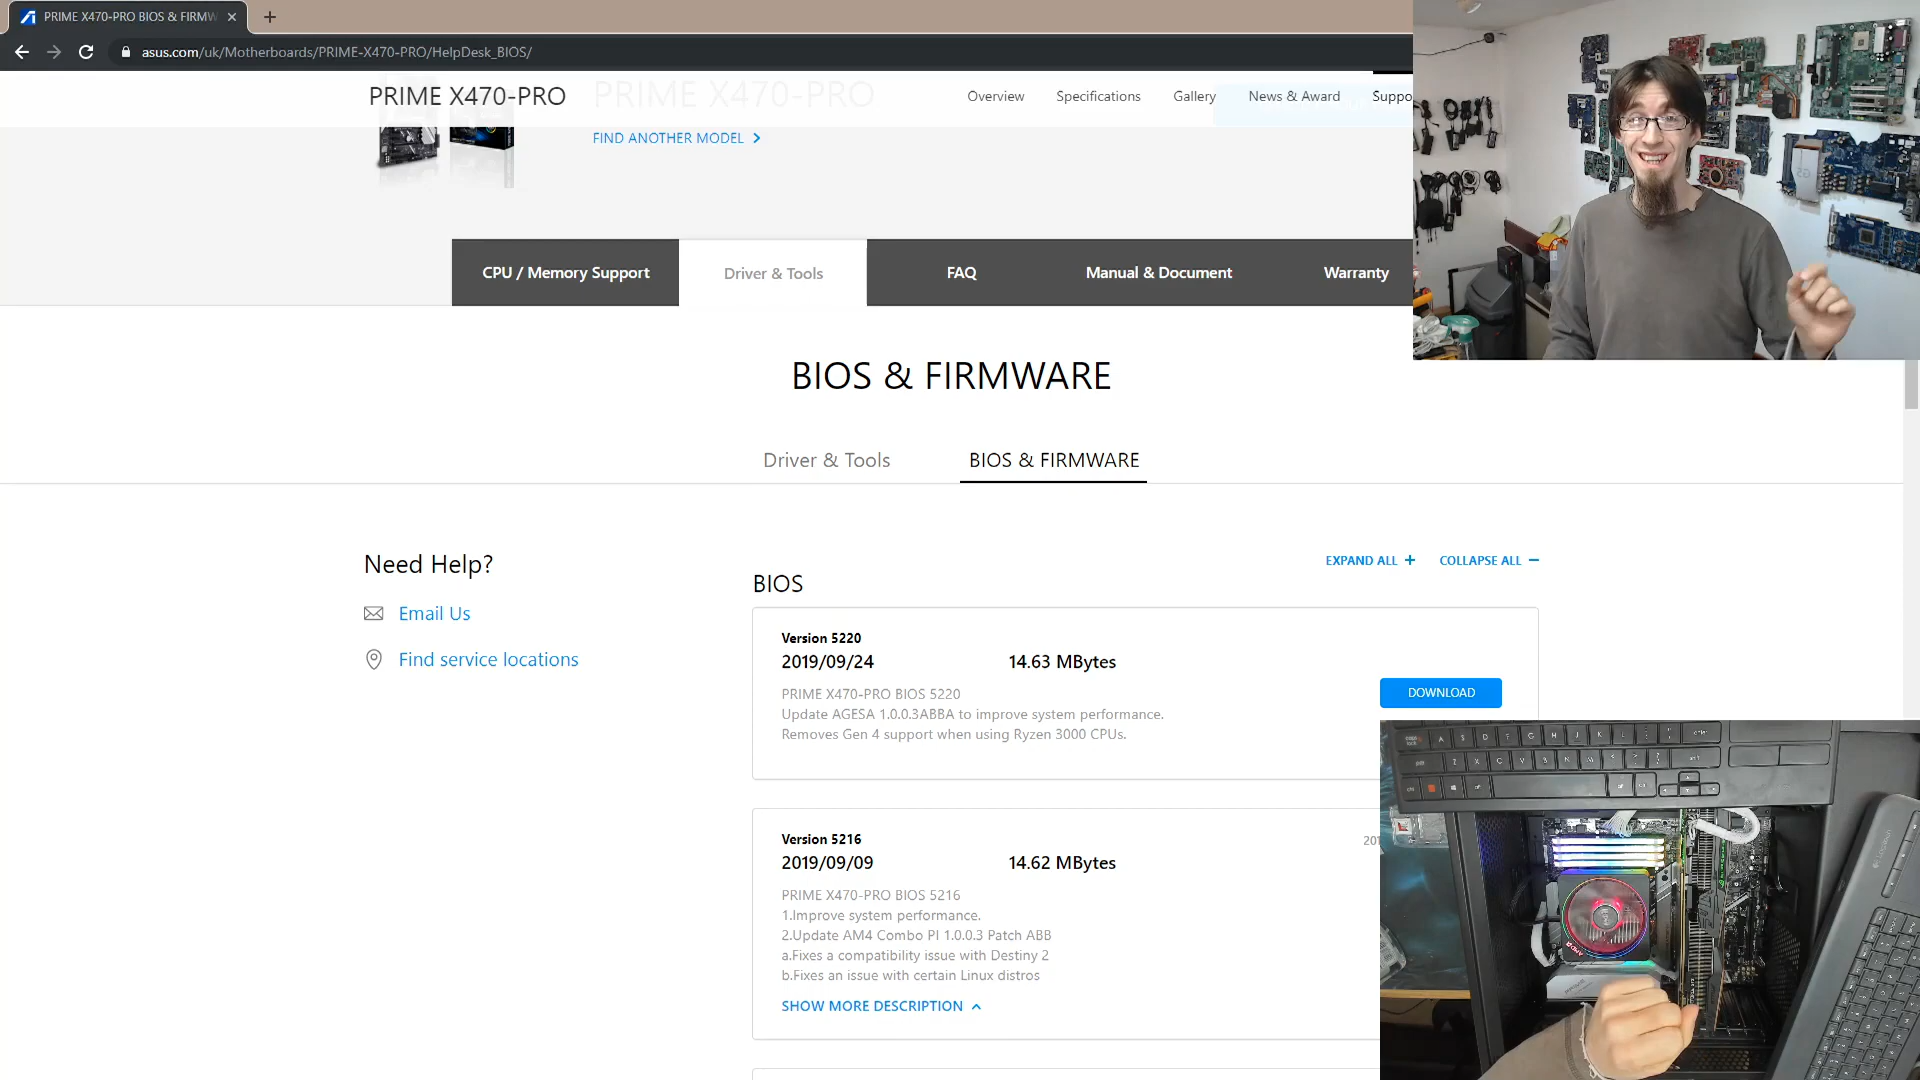 PRIME X470-PRO BIOS & FIRMW
asus.com/uk/Motherboards/PRIME-X470-PRO/HelpDesk_BIOS/
PRIME X470-PRO
PRIME X470-PRO
Overview
Specifications
Gallery
News & Award
Suppo
FIND ANOTHER MODEL
CPU / Memory Support
Driver & Tools
FAQ
Manual & Document
Warranty
BIOS & FIRMWARE
Driver & Tools
BIOS & FIRMWARE
Need Help?
Email Us
Find service locations
EXPAND ALL +
COLLAPSE ALL −
BIOS
Version 5220
2019/09/24
14.63 MBytes
PRIME X470-PRO BIOS 5220
Update AGESA 1.0.0.3ABBA to improve system performance.
Removes Gen 4 support when using Ryzen 3000 CPUs.
DOWNLOAD
Version 5216
201
2019/09/09
14.62 MBytes
PRIME X470-PRO BIOS 5216
1.Improve system performance.
2.Update AM4 Combo PI 1.0.0.3 Patch ABB
a.Fixes a compatibility issue with Destiny 2
b.Fixes an issue with certain Linux distros
SHOW MORE DESCRIPTION